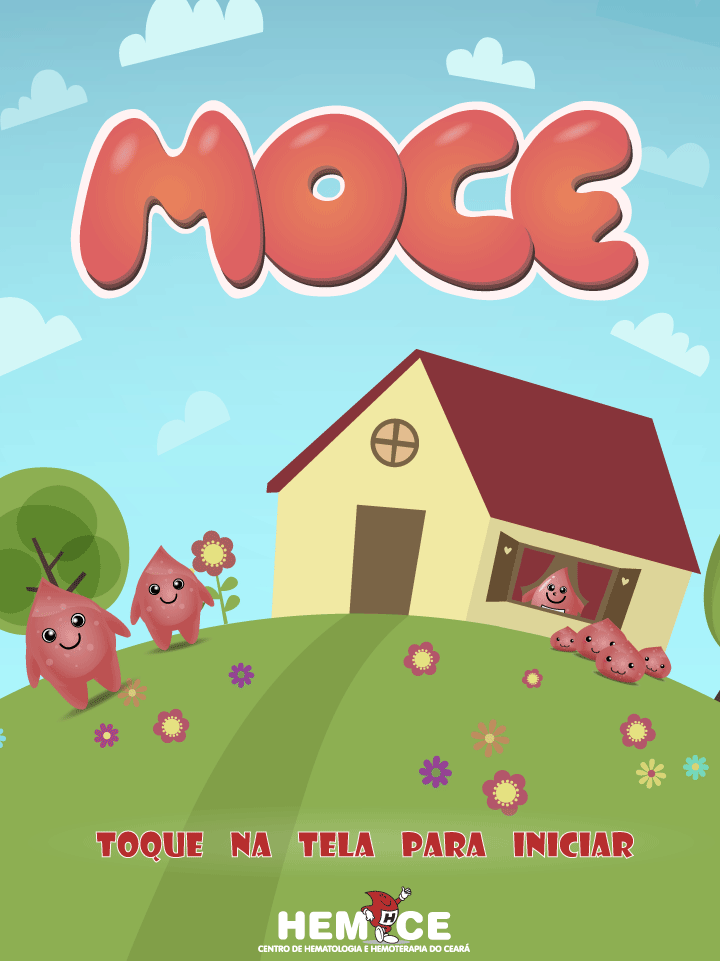 MOCE
TOQUE NA TELA PARA INICIAR
HEMOCE
CENTRO DE HEMATOLOGIA E HEMOTERAPIA DO CEARÁ